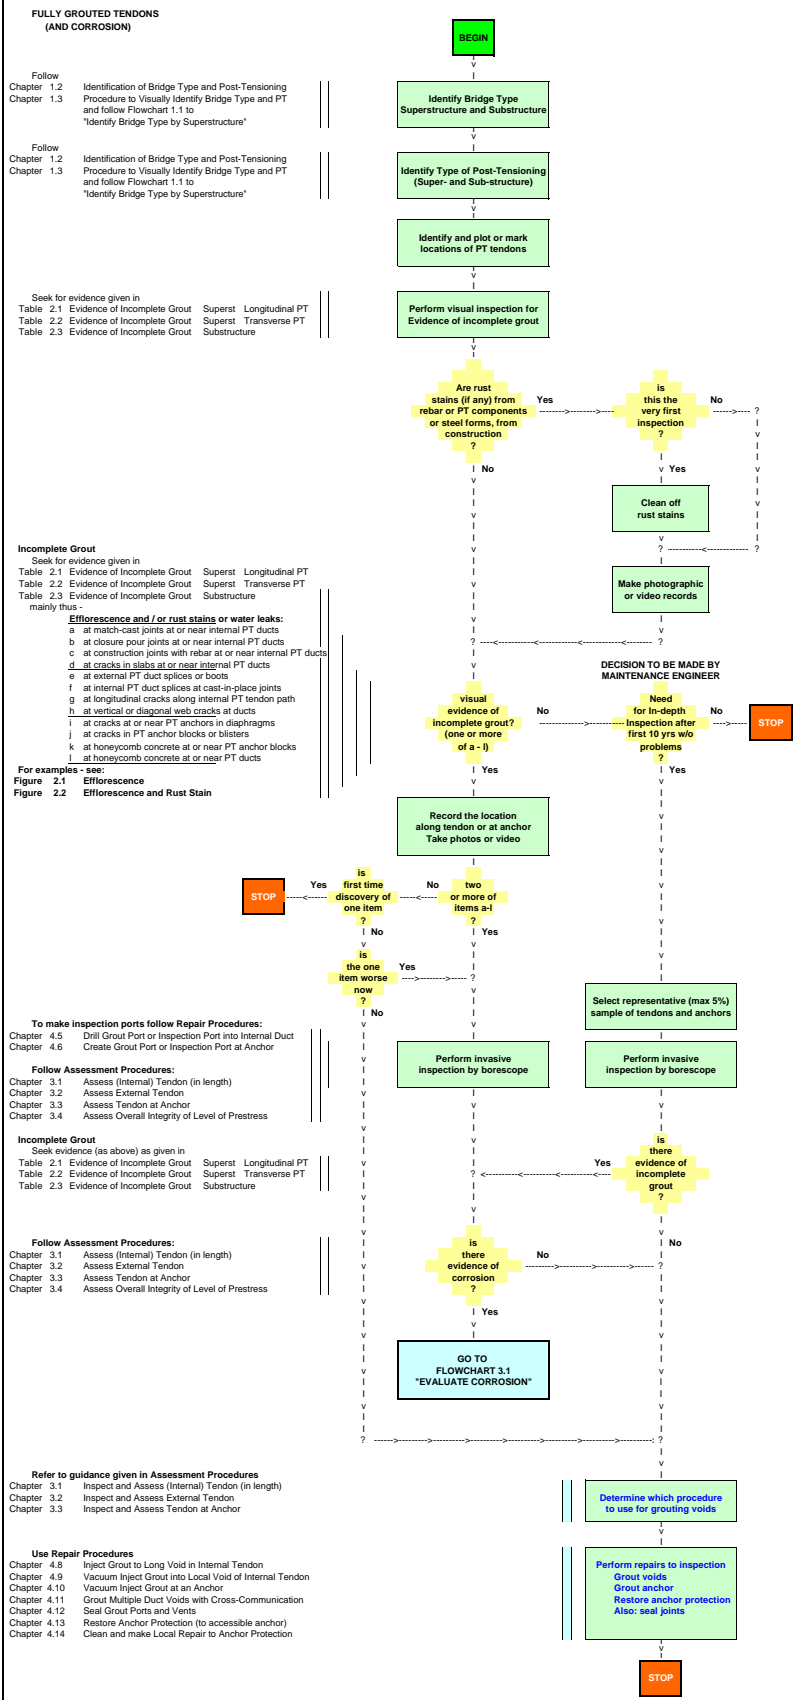 FULLY GROUTED TENDONS
(AND CORROSION)
BEGIN
v
Follow
Chapter 1.2 Identification of Bridge Type and Post-Tensioning
Chapter 1.3 Procedure to Visually Identify Bridge Type and PT
and follow Flowchart 1.1 to
"Identify Bridge Type by Superstructure"
Identify Bridge Type
Superstructure and Substructure
v
Follow
Chapter 1.2 Identification of Bridge Type and Post-Tensioning
Chapter 1.3 Procedure to Visually Identify Bridge Type and PT
and follow Flowchart 1.1 to
"Identify Bridge Type by Superstructure"
Identify Type of Post-Tensioning
(Super- and Sub-structure)
v
Identify and plot or mark
locations of PT tendons
v
Seek for evidence given in
Table 2.1 Evidence of Incomplete Grout Superst Longitudinal PT
Table 2.2 Evidence of Incomplete Grout Superst Transverse PT
Table 2.3 Evidence of Incomplete Grout Substructure
Perform visual inspection for
Evidence of incomplete grout
v
Are rust
stains (if any) from
rebar or PT components
or steel forms, from
construction
?
Yes
is
this the
very first
inspection
?
No
?
No
v Yes
Clean off
rust stains
v
? -----------<-------------- ?
Make photographic
or video records
v
? ----<----------<----------<----------<------- ?
Incomplete Grout
Seek for evidence given in
Table 2.1 Evidence of Incomplete Grout Superst Longitudinal PT
Table 2.2 Evidence of Incomplete Grout Superst Transverse PT
Table 2.3 Evidence of Incomplete Grout Substructure
mainly thus -
Efflorescence and / or rust stains or water leaks:
a at match-cast joints at or near internal PT ducts
b at closure pour joints at or near internal PT ducts
c at construction joints with rebar at or near internal PT ducts
d at cracks in slabs at or near internal PT ducts
e at external PT duct splices or boots
f at internal PT duct splices at cast-in-place joints
g at longitudinal cracks along internal PT tendon path
h at vertical or diagonal web cracks at ducts
i at cracks at or near PT anchors in diaphragms
j at cracks in PT anchor blocks or blisters
k at honeycomb concrete at or near PT anchor blocks
l at honeycomb concrete at or near PT ducts
For examples - see:
Figure 2.1 Efflorescence
Figure 2.2 Efflorescence and Rust Stain
DECISION TO BE MADE BY
MAINTENANCE ENGINEER
visual
evidence of
incomplete grout?
(one or more
of a - l)
No
Need
for In-depth
Inspection after
first 10 yrs w/o
problems
?
No
STOP
Yes
Yes
Record the location
along tendon or at anchor
Take photos or video
STOP
Yes
is
first time
discovery of
one item
?
No
two
or more of
items a-l
?
No
Yes
is
the one
item worse
now
?
Yes
?
No
Select representative (max 5%)
sample of tendons and anchors
To make inspection ports follow Repair Procedures:
Chapter 4.5 Drill Grout Port or Inspection Port into Internal Duct
Chapter 4.6 Create Grout Port or Inspection Port at Anchor
Follow Assessment Procedures:
Chapter 3.1 Assess (Internal) Tendon (in length)
Chapter 3.2 Assess External Tendon
Chapter 3.3 Assess Tendon at Anchor
Chapter 3.4 Assess Overall Integrity of Level of Prestress
Perform invasive
inspection by borescope
Perform invasive
inspection by borescope
Incomplete Grout
Seek evidence (as above) as given in
Table 2.1 Evidence of Incomplete Grout Superst Longitudinal PT
Table 2.2 Evidence of Incomplete Grout Superst Transverse PT
Table 2.3 Evidence of Incomplete Grout Substructure
is
there
evidence of
incomplete
grout
?
Yes
?
No
Follow Assessment Procedures:
Chapter 3.1 Assess (Internal) Tendon (in length)
Chapter 3.2 Assess External Tendon
Chapter 3.3 Assess Tendon at Anchor
Chapter 3.4 Assess Overall Integrity of Level of Prestress
is
there
evidence of
corrosion
?
No
?
Yes
v
GO TO
FLOWCHART 3.1
"EVALUATE CORROSION"
? ------>----------->----------->----------->----------->----------->----------->-----------: ?
Refer to guidance given in Assessment Procedures
Chapter 3.1 Inspect and Assess (Internal) Tendon (in length)
Chapter 3.2 Inspect and Assess External Tendon
Chapter 3.3 Inspect and Assess Tendon at Anchor
Determine which procedure
to use for grouting voids
v
Use Repair Procedures
Chapter 4.8 Inject Grout to Long Void in Internal Tendon
Chapter 4.9 Vacuum Inject Grout into Local Void of Internal Tendon
Chapter 4.10 Vacuum Inject Grout at an Anchor
Chapter 4.11 Grout Multiple Duct Voids with Cross-Communication
Chapter 4.12 Seal Grout Ports and Vents
Chapter 4.13 Restore Anchor Protection (to accessible anchor)
Chapter 4.14 Clean and make Local Repair to Anchor Protection
Perform repairs to inspection
Grout voids
Grout anchor
Restore anchor protection
Also: seal joints
v
STOP